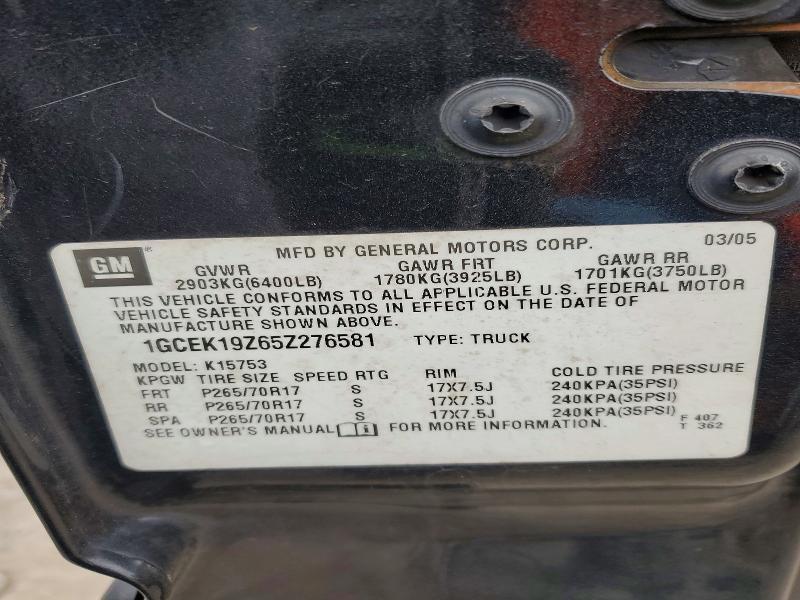 MFD BY GENERAL MOTORS CORP. 03/05
GM ® GVWR GAWR FRT GAWR RR
2903KG(6400LB) 1780KG(3925LB) 1701KG(3750LB)
THIS VEHICLE CONFORMS TO ALL APPLICABLE U.S. FEDERAL MOTOR
VEHICLE SAFETY STANDARDS IN EFFECT ON THE DATE OF
MANUFACTURE SHOWN ABOVE.
1GCEK19Z65Z276581 TYPE: TRUCK
MODEL: K15753
KPGW TIRE SIZE SPEED RTG RIM COLD TIRE PRESSURE
FRT P265/70R17 S 17X7.5J 240KPA(35PSI)
RR P265/70R17 S 17X7.5J 240KPA(35PSI)
SPA P265/70R17 S 17X7.5J 240KPA(35PSI)
SEE OWNER'S MANUAL i FOR MORE INFORMATION.
F 407
T 362